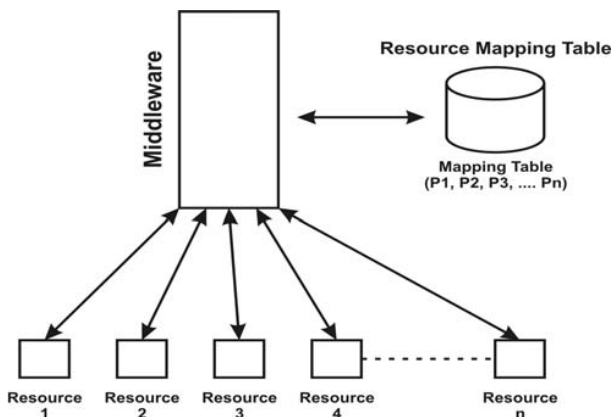 Middleware
Resource Mapping Table
Mapping Table
(P1, P2, P3, .... Pn)
Resource
1
Resource
2
Resource
3
Resource
4
Resource
n